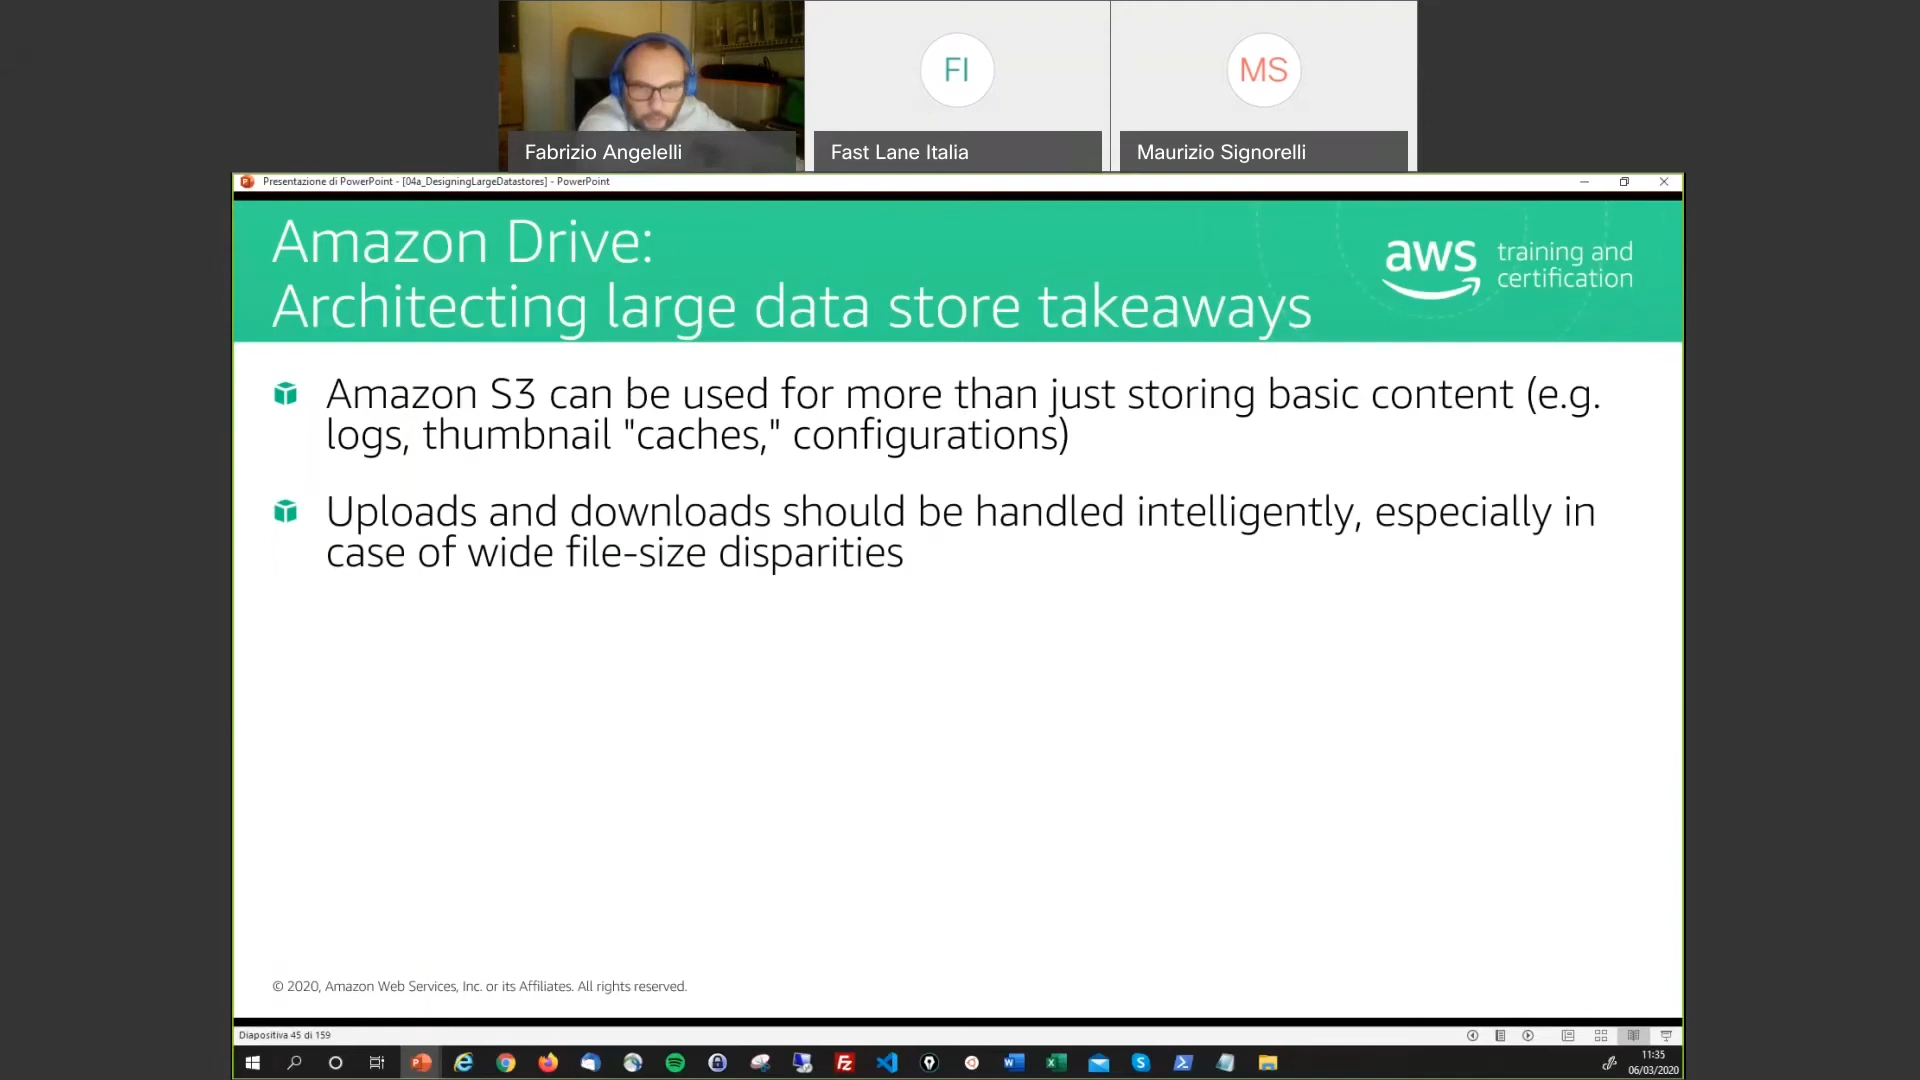 FI
MS
Fabrizio Angelelli
Fast Lane Italia
Maurizio Signorelli
Presentazione di PowerPoint - [04a_DesigningLargeDatastores] - PowerPoint
Amazon Drive:
Architecting large data store takeaways
aws
training and
certification
Amazon S3 can be used for more than just storing basic content (e.g.
logs, thumbnail "caches," configurations)
Uploads and downloads should be handled intelligently, especially in
case of wide file-size disparities
© 2020, Amazon Web Services, Inc. or its Affiliates. All rights reserved.
Diapositiva 45 di 159
11:35
06/03/2020